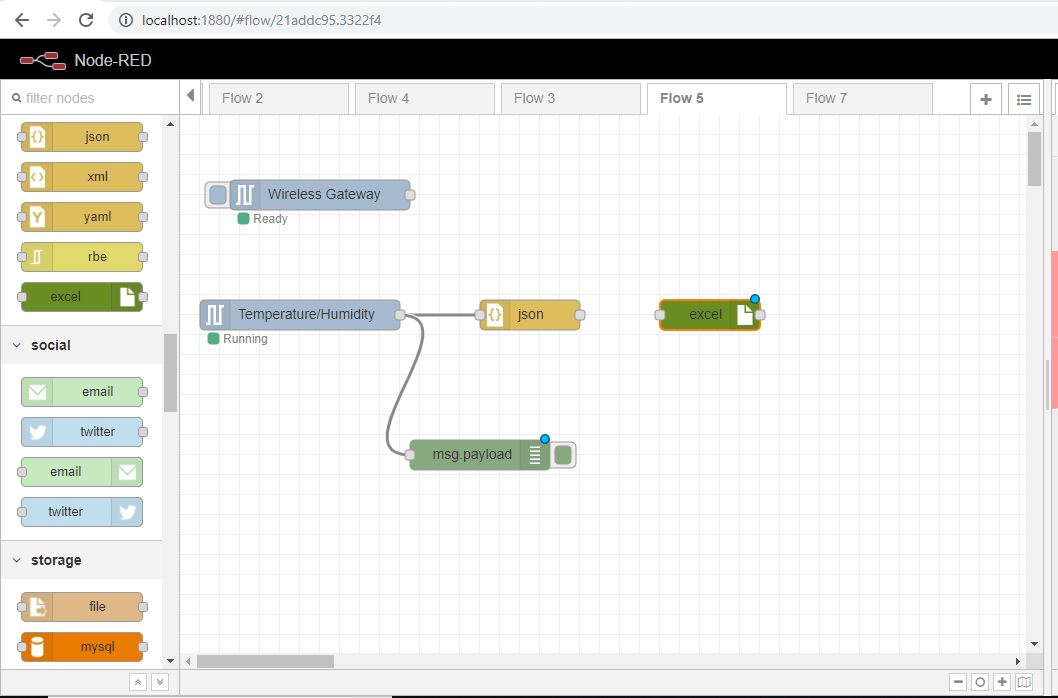 localhost:1880/#flow/21addc95.3322f4
Node-RED
filter nodes
Flow 2
Flow 4
Flow 3
Flow 5
Flow 7
json
xml
yaml
rbe
excel
social
email
twitter
email
twitter
storage
file
mysql
Wireless Gateway
Ready
Temperature/Humidity
Running
json
excel
msg.payload